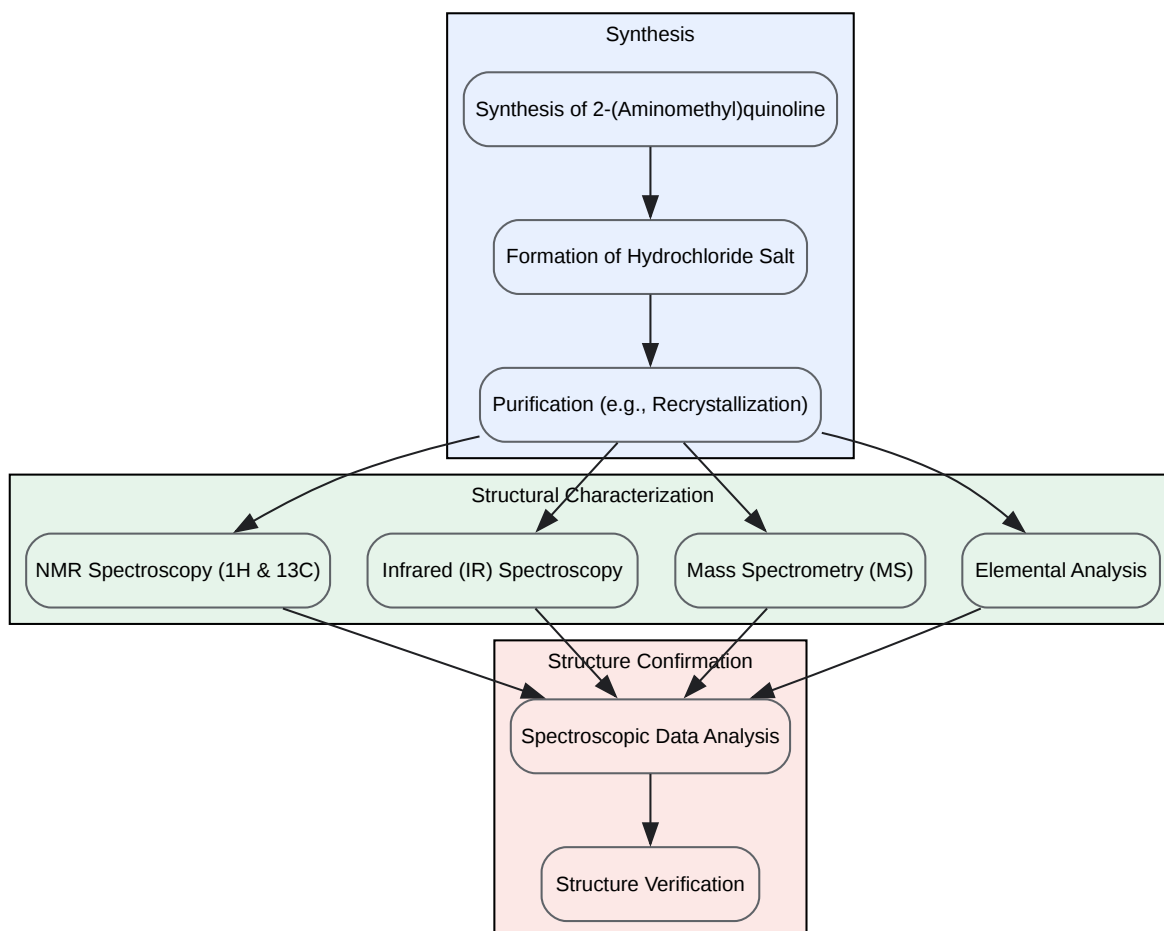 Synthesis
Synthesis of 2-(Aminomethyl)quinoline
Formation of Hydrochloride Salt
Purification (e.g., Recrystallization)
Structural Characterization
NMR Spectroscopy (1H & 13C)
Infrared (IR) Spectroscopy
Mass Spectrometry (MS)
Elemental Analysis
Structure Confirmation
Spectroscopic Data Analysis
Structure Verification